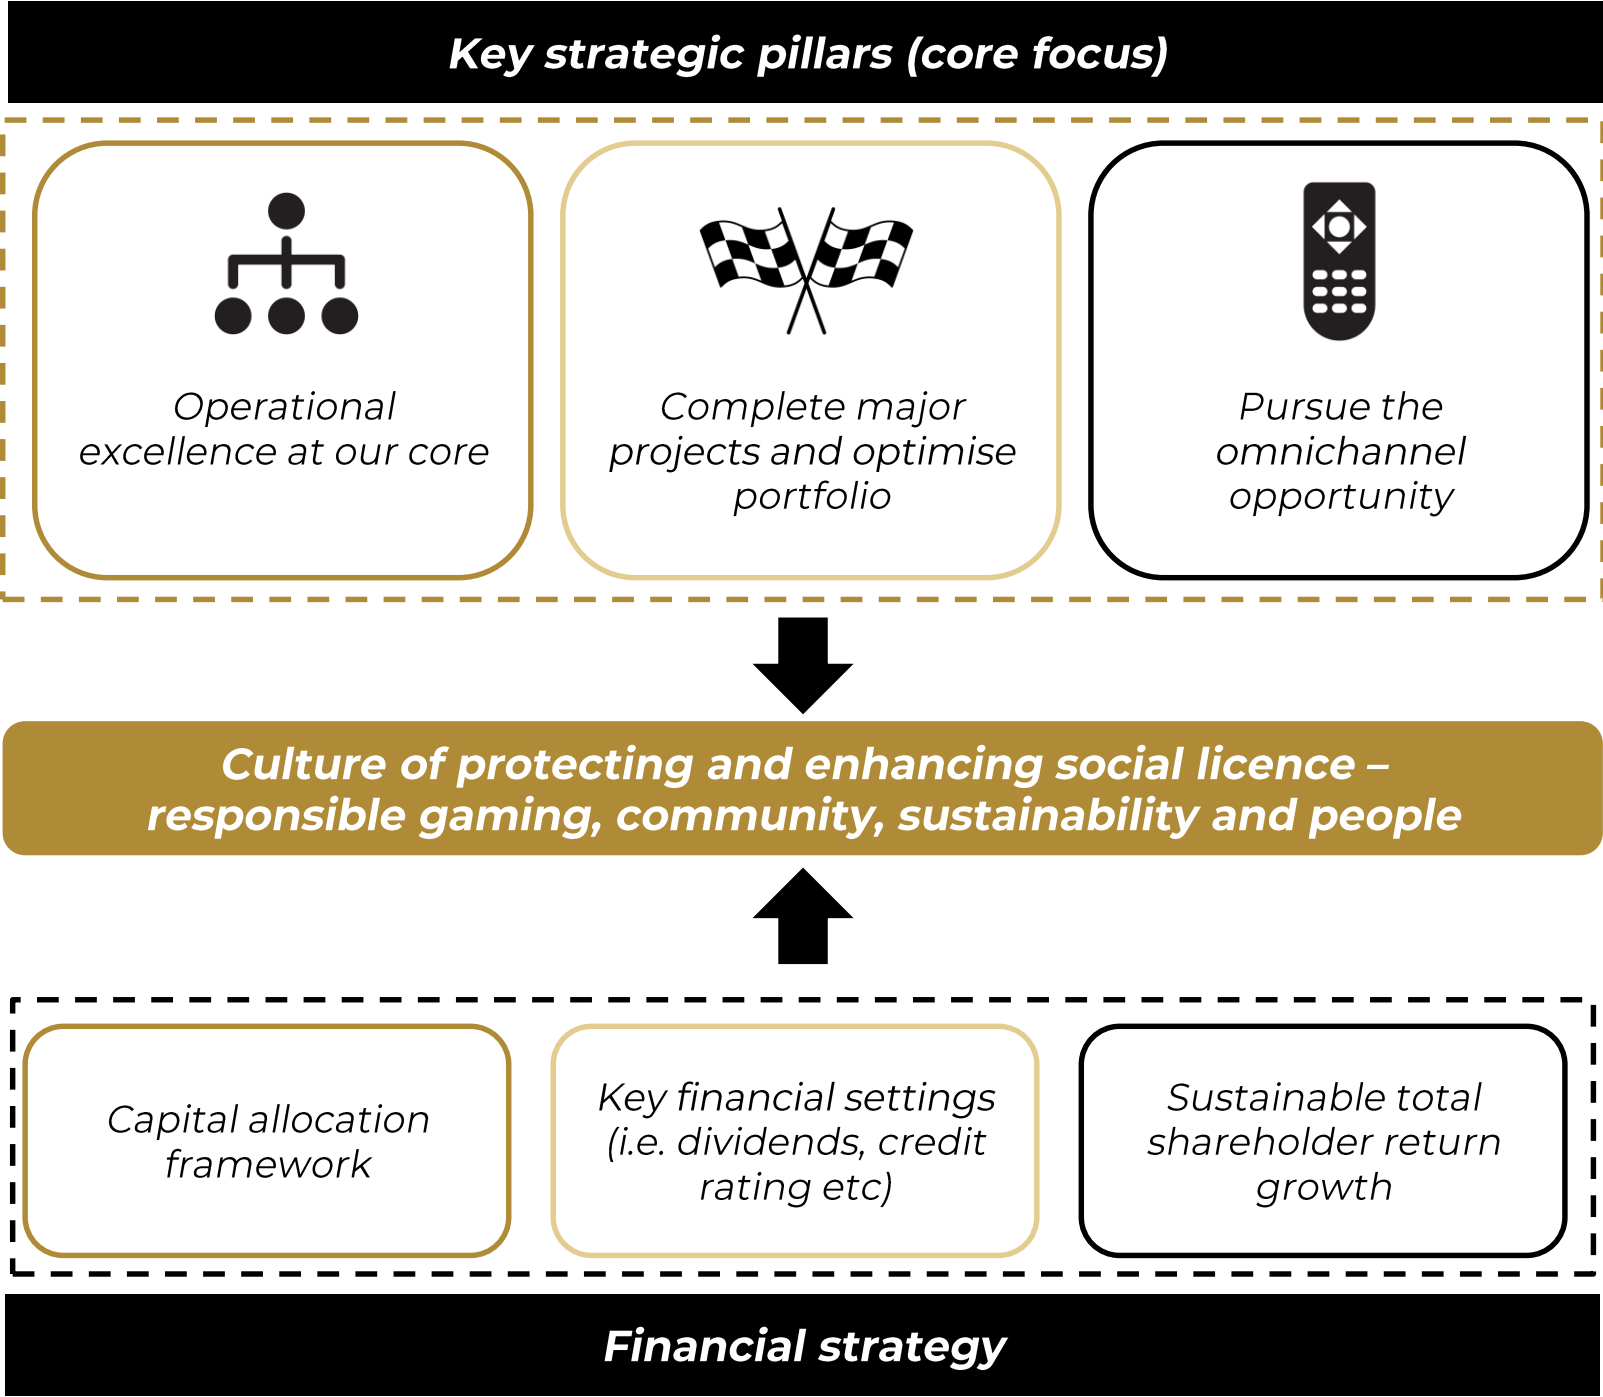 Key strategic pillars (core focus)
Operational
excellence at our core
Complete major
projects and optimise
portfolio
Pursue the
omnichannel
opportunity
Culture of protecting and enhancing social licence –
responsible gaming, community, sustainability and people
Capital allocation
framework
Key financial settings
(i.e. dividends, credit
rating etc)
Sustainable total
shareholder return
growth
Financial strategy